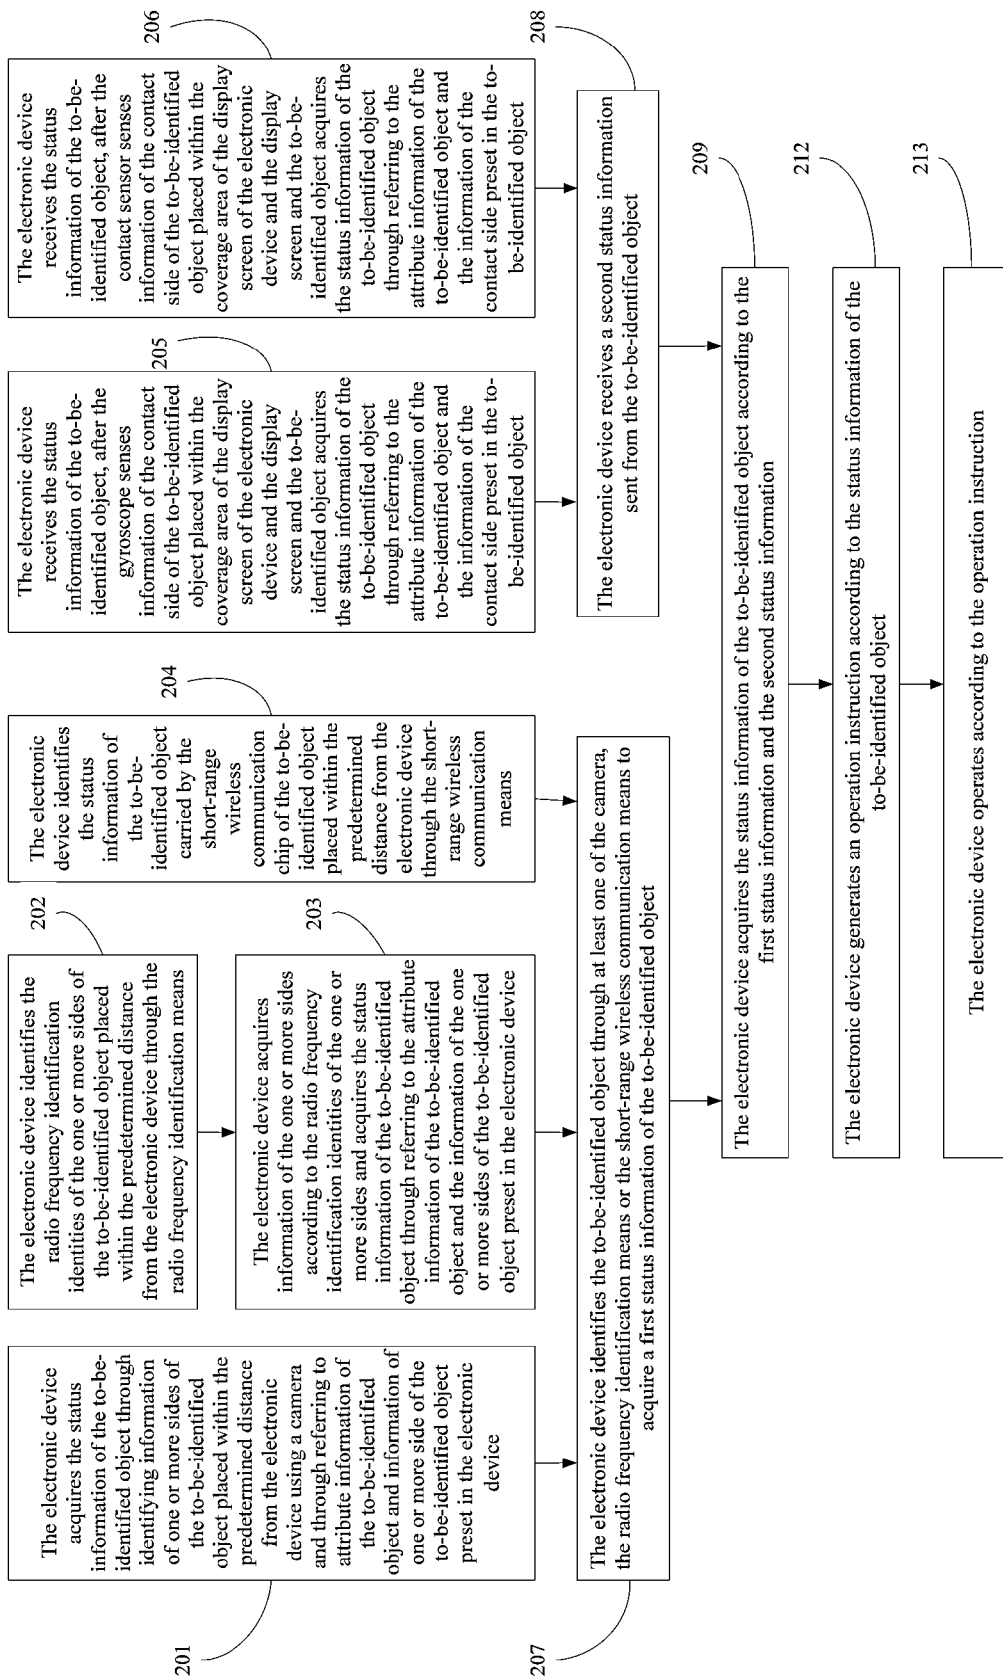 201
The electronic device
acquires the status
information of the to-be-
identified object through
identifying information
of one or more sides of
the to-be-identified
object placed within the
predetermined distance
from the electronic
device using a camera
and through referring to
attribute information of
the to-be-identified
object and information of
one or more side of the
to-be-identified object
preset in the electronic
device
202
The electronic device identifies the
radio frequency identification
identities of the one or more sides of
the to-be-identified object placed
within the predetermined distance
from the electronic device through the
radio frequency identification means
203
The electronic device acquires
information of the one or more sides
according to the radio frequency
identification identities of the one or
more sides and acquires the status
information of the to-be-identified
object through referring to the attribute
information of the to-be-identified
object and the information of the one
or more sides of the to-be-identified
object preset in the electronic device
204
The electronic
device identifies
the status
information of
the to-be-
identified object
carried by the
short-range
wireless
communication
chip of the to-be-
identified object
placed within the
predetermined
distance from the
electronic device
through the short-
range wireless
communication
means
205
The electronic device
receives the status
information of the to-be-
identified object, after the
gyroscope senses
information of the contact
side of the to-be-identified
object placed within the
coverage area of the display
screen of the electronic
device and the display
screen and the to-be-
identified object acquires
the status information of the
to-be-identified object
through referring to the
attribute information of the
to-be-identified object and
the information of the
contact side preset in the to-
be-identified object
206
The electronic device
receives the status
information of the to-be-
identified object, after the
contact sensor senses
information of the contact
side of the to-be-identified
object placed within the
coverage area of the display
screen of the electronic
device and the display
screen and the to-be-
identified object acquires
the status information of the
to-be-identified object
through referring to the
attribute information of the
to-be-identified object and
the information of the
contact side preset in the to-
be-identified object
207
The electronic device identifies the to-be-identified object through at least one of the camera,
the radio frequency identification means or the short-range wireless communication means to
acquire a first status information of the to-be-identified object
208
The electronic device receives a second status information
sent from the to-be-identified object
209
The electronic device acquires the status information of the to-be-identified object according to the
first status information and the second status information
212
The electronic device generates an operation instruction according to the status information of the
to-be-identified object
213
The electronic device operates according to the operation instruction